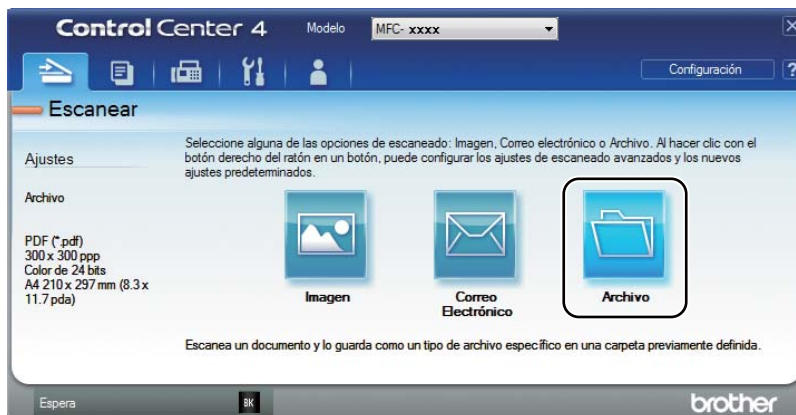 Control Center 4
Modelo
MFC- xxxx
Configuración
?
Escanear
Ajustes
Archivo
PDF (*.pdf)
300 x 300 ppp
Color de 24 bits
A4 210 x 297 mm (8.3 x
11.7 pda)
Seleccione alguna de las opciones de escaneado: Imagen, Correo electrónico o Archivo. Al hacer clic con el
botón derecho del ratón en un botón, puede configurar los ajustes de escaneado avanzados y los nuevos
ajustes predeterminados.
Imagen
Correo
Electrónico
Archivo
Escanea un documento y lo guarda como un tipo de archivo específico en una carpeta previamente definida.
Espera
BK
brother